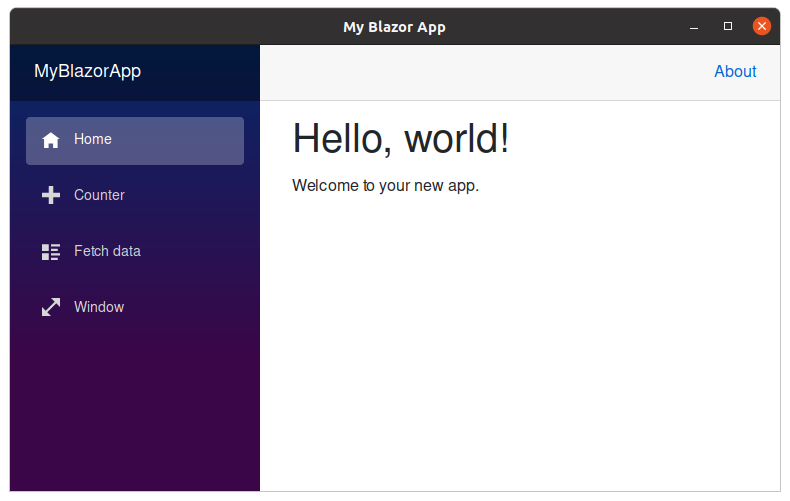 My Blazor App
MyBlazorApp
About
Home
Counter
Fetch data
Window
Hello, world!
Welcome to your new app.